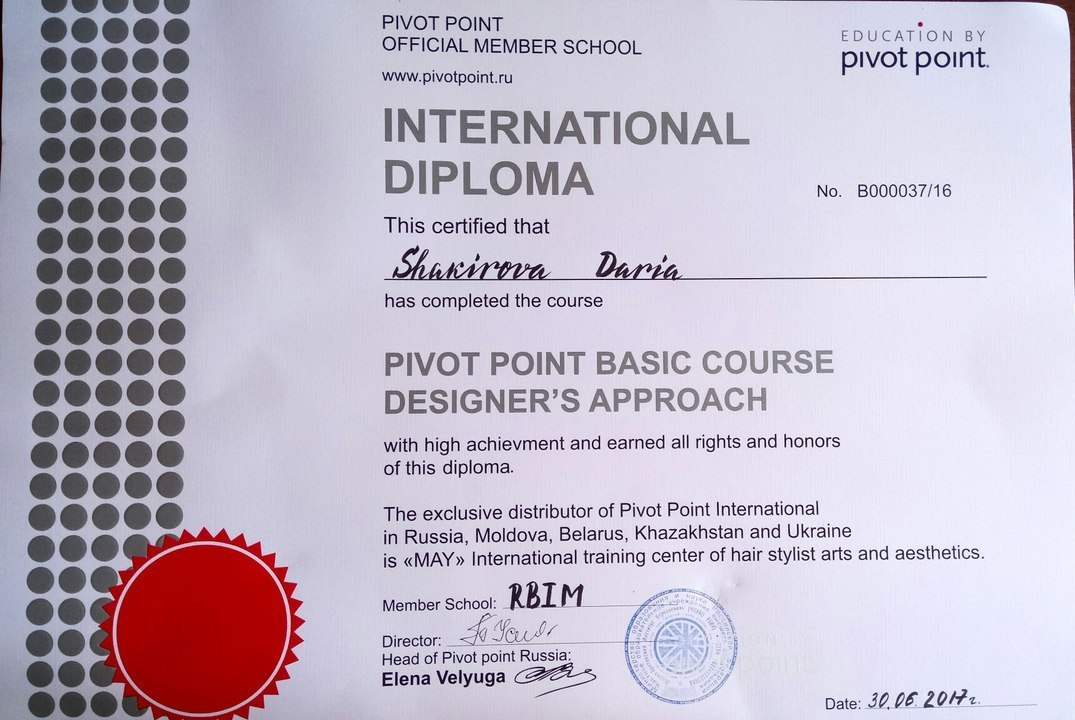 PIVOT POINT
OFFICIAL MEMBER SCHOOL
www.pivotpoint.ru
EDUCATION BY
pivot point.
INTERNATIONAL
DIPLOMA
No. B000037/16
This certified that
Shakirova Daria
has completed the course
PIVOT POINT BASIC COURSE
DESIGNER'S APPROACH
with high achievment and earned all rights and honors
of this diploma.
The exclusive distributor of Pivot Point International
in Russia, Moldova, Belarus, Khazakhstan and Ukraine
is «MAY» International training center of hair stylist arts and aesthetics.
Member School: RBIM
Director:
Head of Pivot point Russia:
Elena Velyuga
Date: 30.06.2017г.